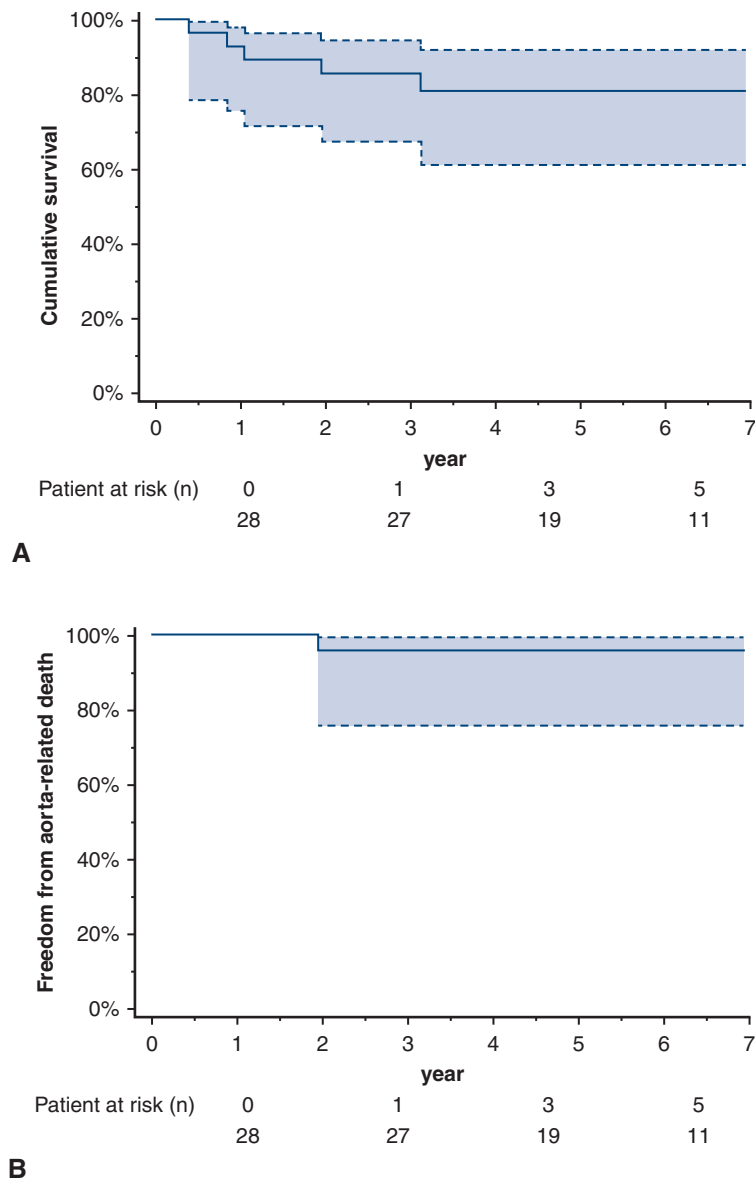 100%
80%
60%
40%
20%
0%
Cumulative survival
0 1 2 3 4 5 6 7
year
Patient at risk (n) 0 1 3 5
28 27 19 11
A
100%
80%
60%
40%
20%
0%
Freedom from aorta-related death
0 1 2 3 4 5 6 7
year
Patient at risk (n) 0 1 3 5
28 27 19 11
B